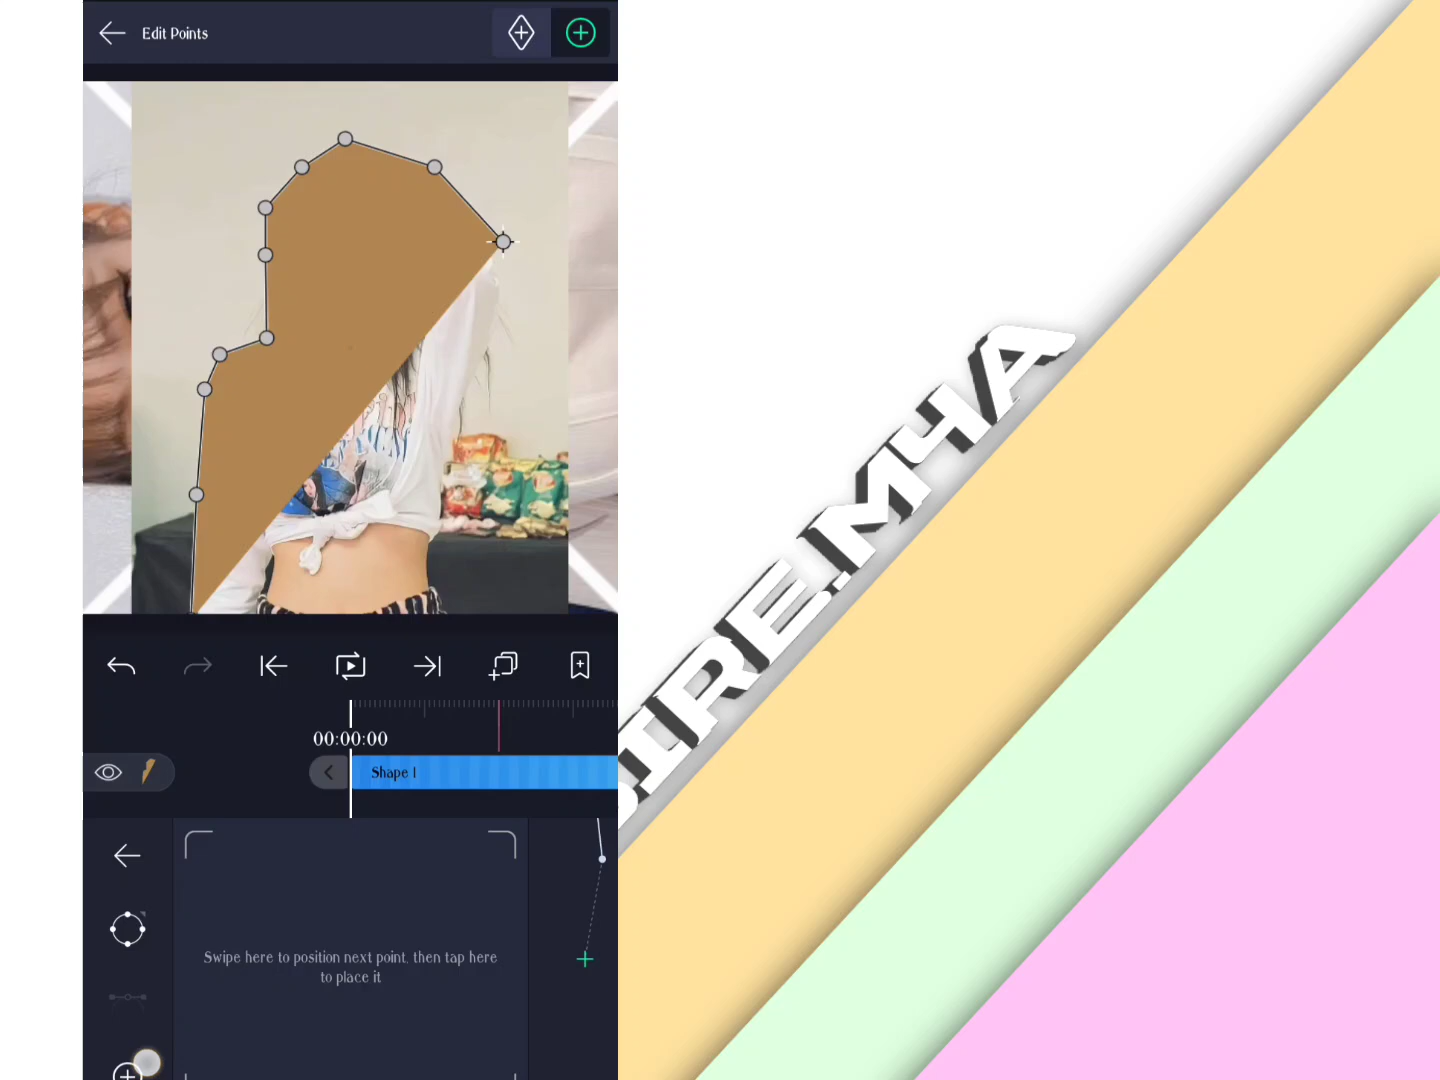 Edit Points
00:00:00
Shape 1
Swipe here to position next point, then tap here
to place it
IRE.M4A